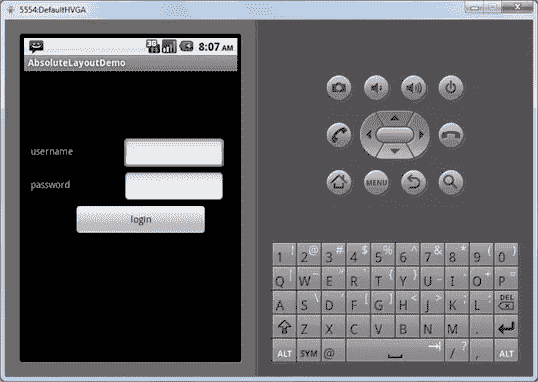 5554:DefaultHVGA
3G 8:07 AM
AbsoluteLayoutDemo
username
password
login
MENU
1 ! 2 @ 3 # 4 $ 5 % 6 ^ 7 & 8 * 9 ( 0 )
Q W E R T Y U I O P
A S \ D F [ G ] H < J > K ; L : DEL
Z X C V B N M .
ALT SYM @ / ? , ALT